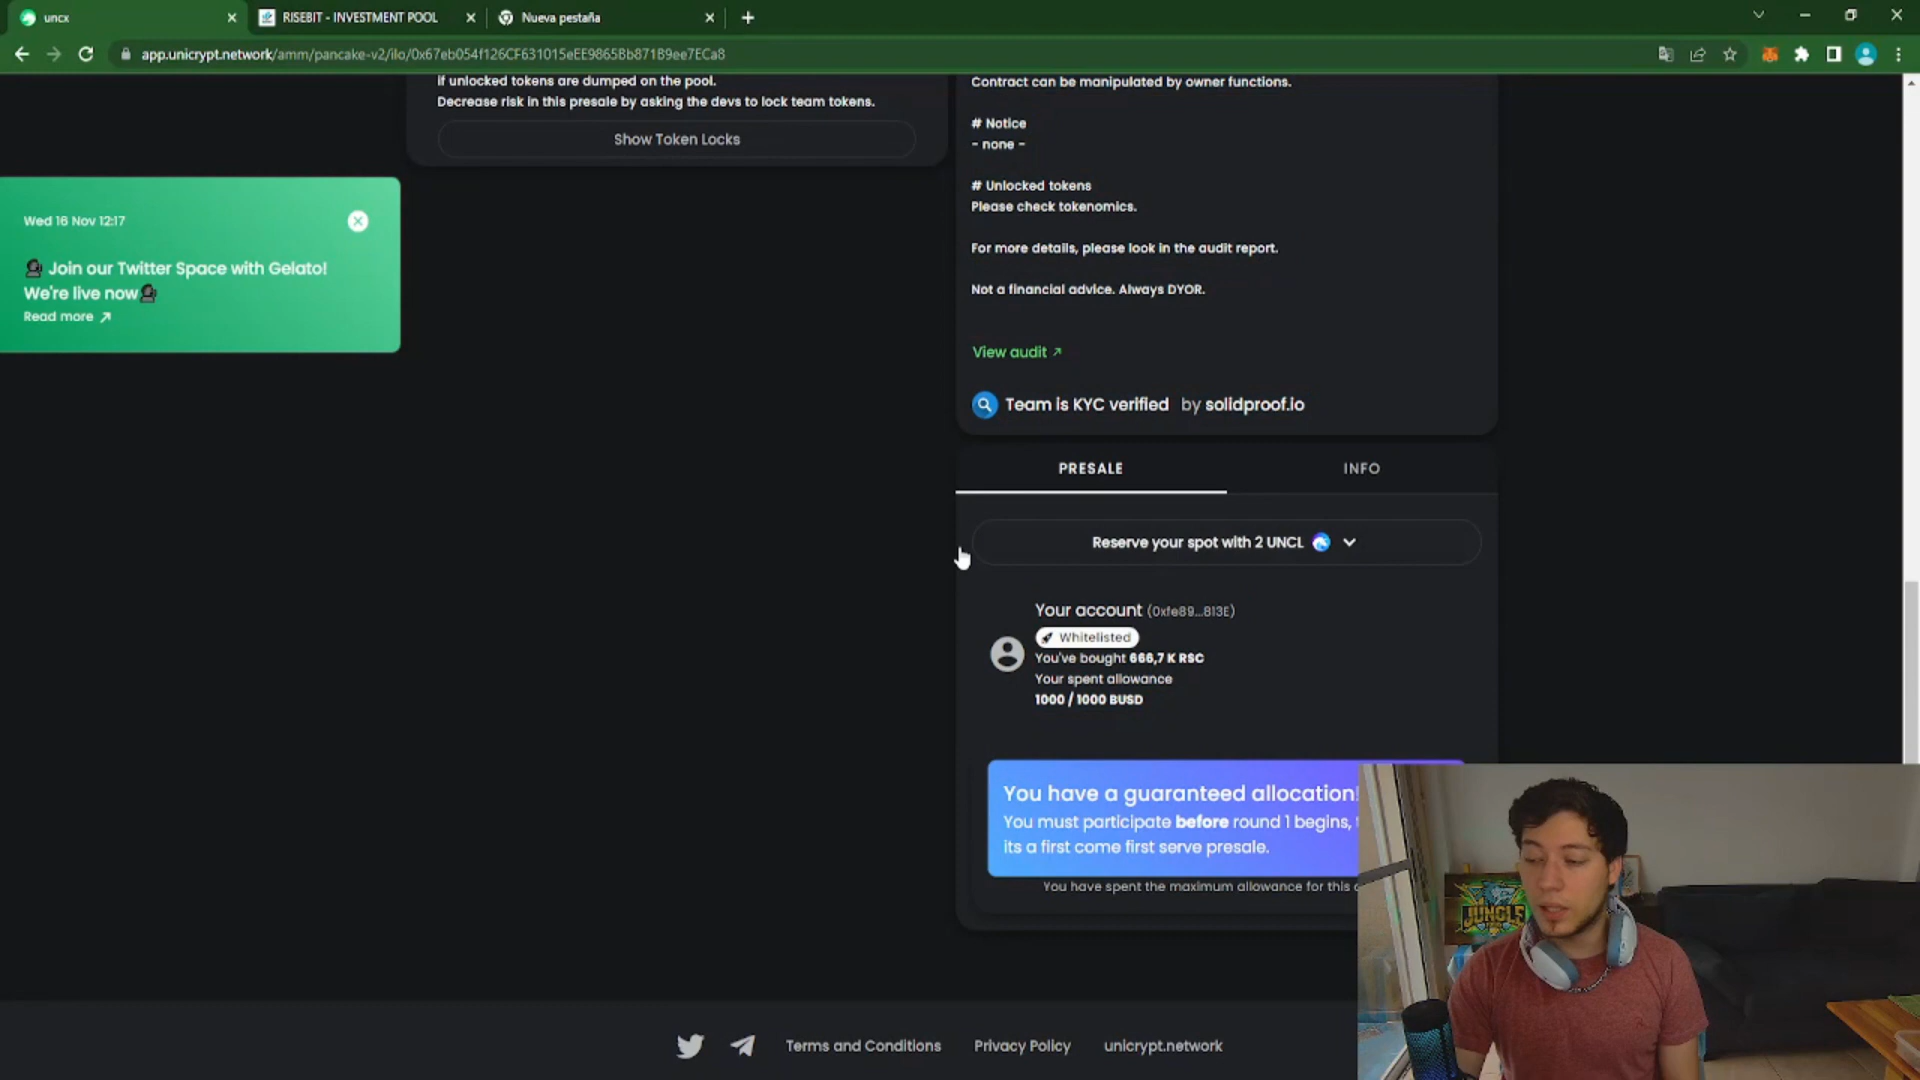 uncx
RISEBIT - INVESTMENT POOL
Nueva pestaña
app.unicrypt.network/amm/pancake-v2/ilo/0x67eb054f126CF631015eEE9865Bb871B9ee7ECa8
if unlocked tokens are dumped on the pool.
Decrease risk in this presale by asking the devs to lock team tokens.
Show Token Locks
Wed 16 Nov 12:17
Join our Twitter Space with Gelato!
We're live now
Read more
Contract can be manipulated by owner functions.
# Notice
- none -
# Unlocked tokens
Please check tokenomics.
For more details, please look in the audit report.
Not a financial advice. Always DYOR.
View audit
Team is KYC verified by solidproof.io
PRESALE
INFO
Reserve your spot with 2 UNCL
Your account (0xfe89...813E)
Whitelisted
You've bought 666,7 K RSC
Your spent allowance
1000 / 1000 BUSD
You have a guaranteed allocation!
You must participate before round 1 begins,
its a first come first serve presale.
You have spent the maximum allowance for this
JUNGLE
Terms and Conditions
Privacy Policy
unicrypt.network